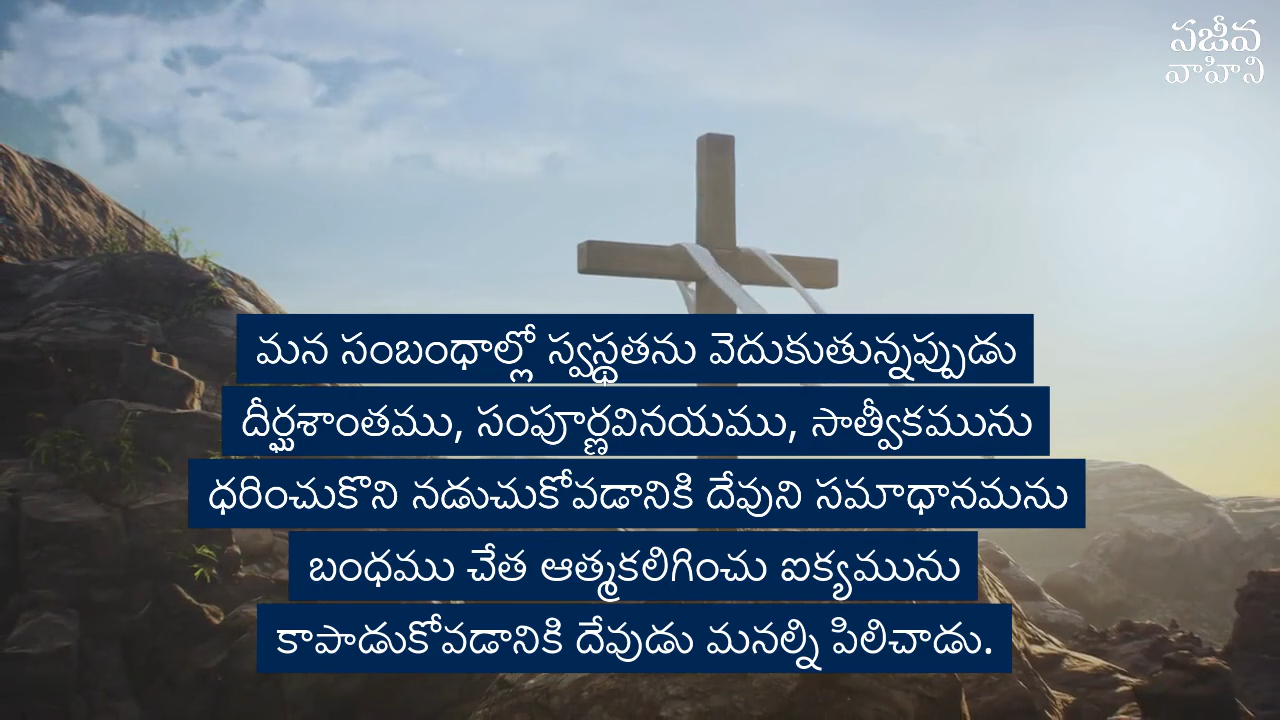 సజీవ
వాహిని
మన సంబంధాల్లో స్వస్థతను వెదుకుతున్నప్పుడు
దీర్ఘశాంతము, సంపూర్ణవినయము, సాత్వీకమును
ధరించుకొని నడుచుకోవడానికి దేవుని సమాధానమను
బంధము చేత ఆత్మకలిగించు ఐక్యమును
కాపాడుకోవడానికి దేవుడు మనల్ని పిలిచాడు.